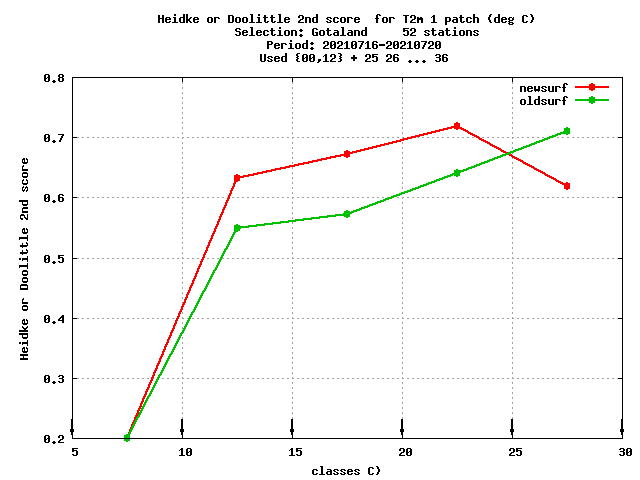 Heidke or Doolittle 2nd score  for T2m 1 patch (deg C)
Selection: Gotaland     52 stations
Period: 20210716-20210720
Used {00,12} + 25 26 ... 36
newsurf
oldsurf
Heidke or Doolittle 2nd score
0.8
0.7
0.6
0.5
0.4
0.3
0.2
5 10 15 20 25 30
classes C)